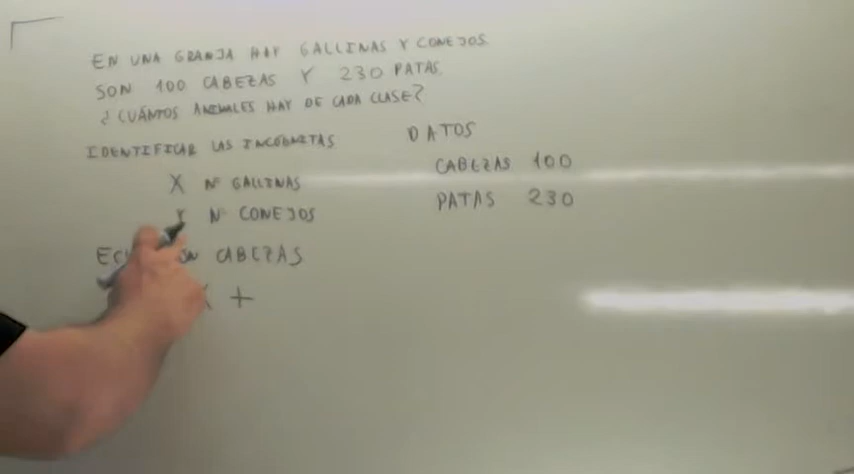 EN UNA GRANJA HAY GALLINAS Y CONEJOS.
SON 100 CABEZAS Y 230 PATAS.
¿CUÁNTOS ANIMALES HAY DE CADA CLASE?
IDENTIFICAR LAS INCOGNITAS
X Nº GALLINAS
Y Nº CONEJOS
CABEZAS
X +
DATOS
CABEZAS 100
PATAS 230